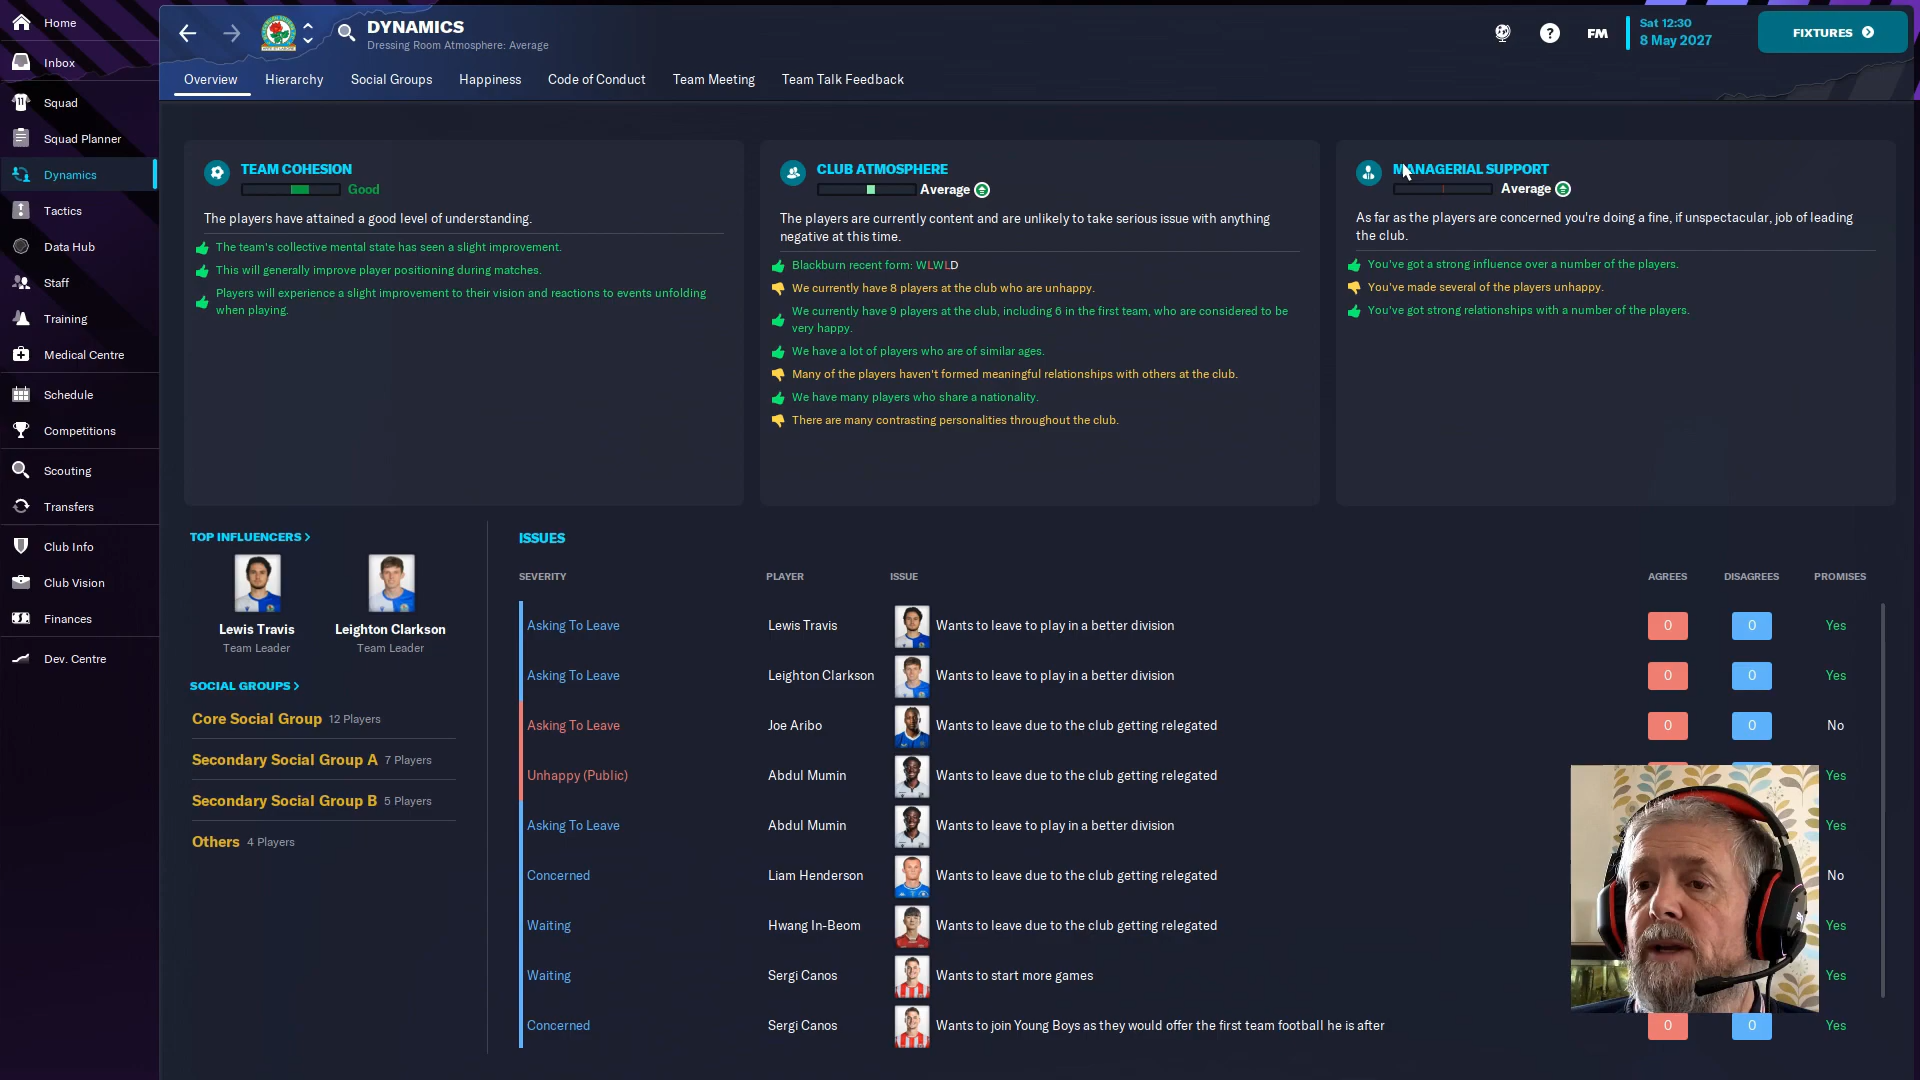 Home
Inbox
Squad
Squad Planner
Dynamics
Tactics
Data Hub
Staff
Training
Medical Centre
Schedule
Competitions
Scouting
Transfers
Club Info
Club Vision
Finances
Dev. Centre
DYNAMICS
Dressing Room Atmosphere: Average
FM
Sat 12:30
8 May 2027
FIXTURES
Overview Hierarchy Social Groups Happiness Code of Conduct Team Meeting Team Talk Feedback
TEAM COHESION
Good
The players have attained a good level of understanding.
The team's collective mental state has seen a slight improvement.
This will generally improve player positioning during matches.
Players will experience a slight improvement to their vision and reactions to events unfolding
when playing.
CLUB ATMOSPHERE
Average
The players are currently content and are unlikely to take serious issue with anything
negative at this time.
Blackburn recent form: WLWLD
We currently have 8 players at the club who are unhappy.
We currently have 9 players at the club, including 6 in the first team, who are considered to be
very happy.
We have a lot of players who are of similar ages.
Many of the players haven't formed meaningful relationships with others at the club.
We have many players who share a nationality.
There are many contrasting personalities throughout the club.
MANAGERIAL SUPPORT
Average
As far as the players are concerned you're doing a fine, if unspectacular, job of leading
the club.
You've got a strong influence over a number of the players.
You've made several of the players unhappy.
You've got strong relationships with a number of the players.
TOP INFLUENCERS >
Lewis Travis
Team Leader
Leighton Clarkson
Team Leader
SOCIAL GROUPS >
Core Social Group 12 Players
Secondary Social Group A 7 Players
Secondary Social Group B 5 Players
Others 4 Players
ISSUES
SEVERITY PLAYER ISSUE AGREES DISAGREES PROMISES
Asking To Leave Lewis Travis Wants to leave to play in a better division 0 0 Yes
Asking To Leave Leighton Clarkson Wants to leave to play in a better division 0 0 Yes
Asking To Leave Joe Aribo Wants to leave due to the club getting relegated 0 0 No
Unhappy (Public) Abdul Mumin Wants to leave due to the club getting relegated Yes
Asking To Leave Abdul Mumin Wants to leave to play in a better division Yes
Concerned Liam Henderson Wants to leave due to the club getting relegated No
Waiting Hwang In-Beom Wants to leave due to the club getting relegated Yes
Waiting Sergi Canos Wants to start more games Yes
Concerned Sergi Canos Wants to join Young Boys as they would offer the first team football he is after 0 0 Yes